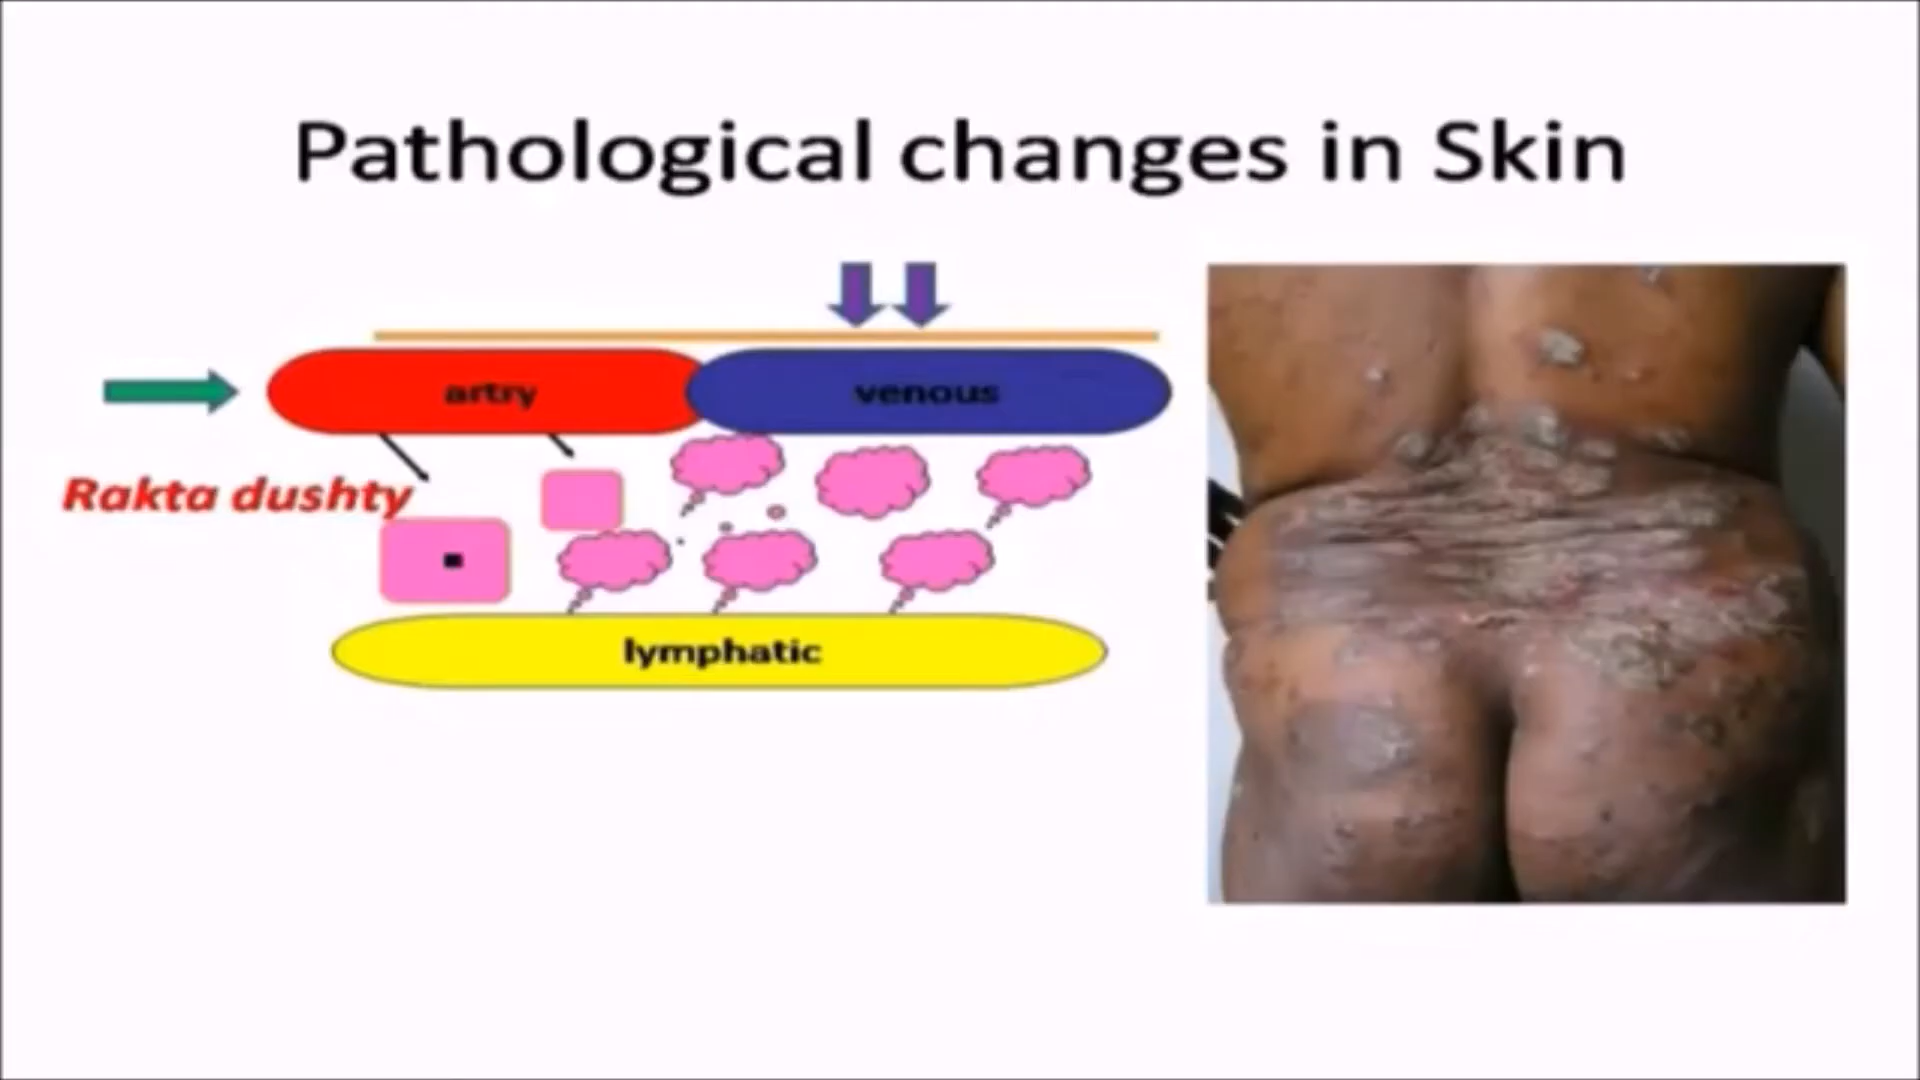 Pathological changes in Skin
artry
venous
Rakta dushty
lymphatic